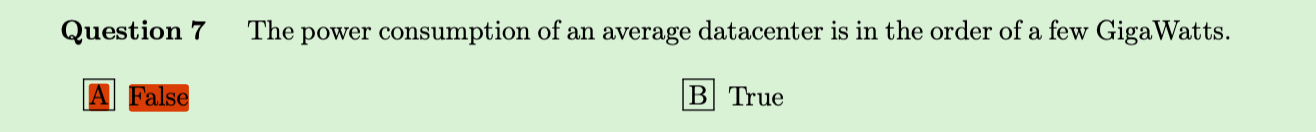 Question 7 The power consumption of an average datacenter is in the order of a few GigaWatts.
A False B True